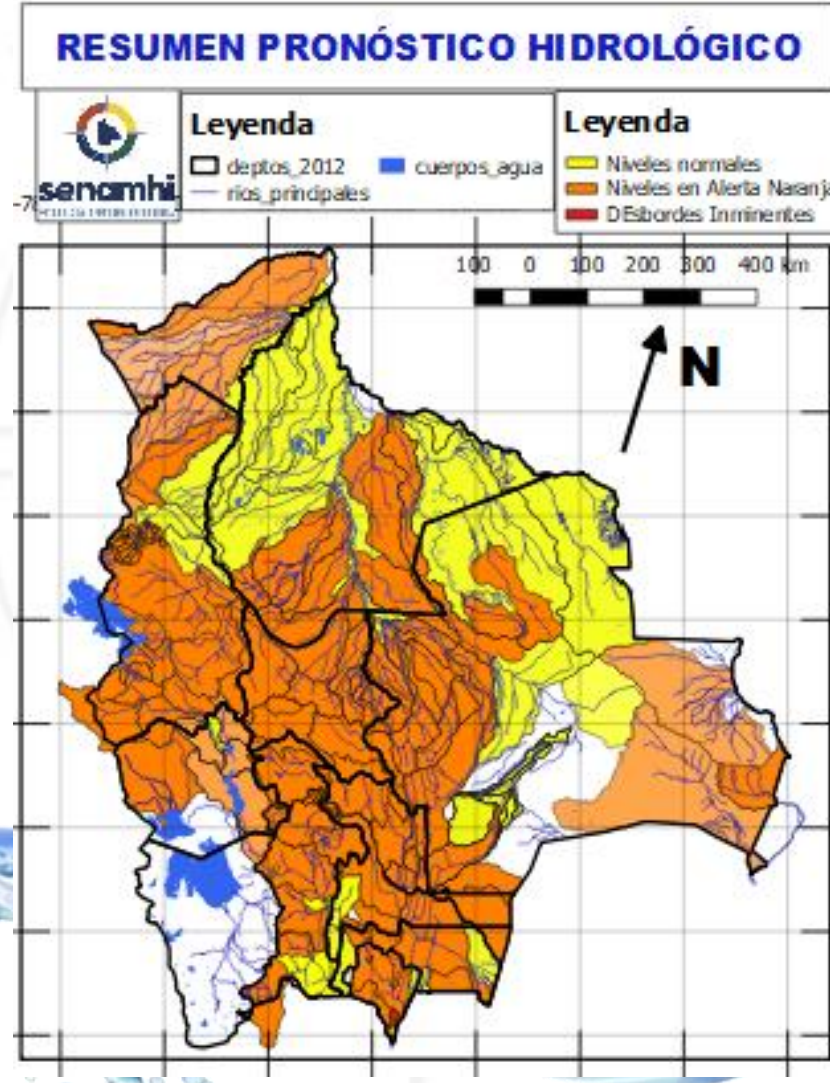 RESUMEN PRONÓSTICO HIDROLÓGICO
senamhi
Leyenda
deptos_2012
cuerpos_agua
rios_principales
Leyenda
Niveles normales
Niveles en Alerta Naranja
DEsbordes Inminentes
100 0 100 200 300 400 km
N